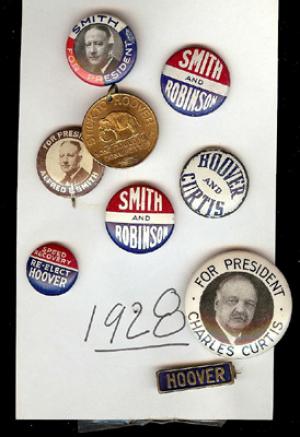 SMITH
FOR PRESIDENT
SMITH
AND
ROBINSON
HOOVER
FOR PRESIDENT
ALFRED E. SMITH
HOOVER
AND
CURTIS
SMITH
AND
ROBINSON
SPEED
RECOVERY
RE-ELECT
HOOVER
FOR PRESIDENT
CHARLES CURTIS
1928
HOOVER